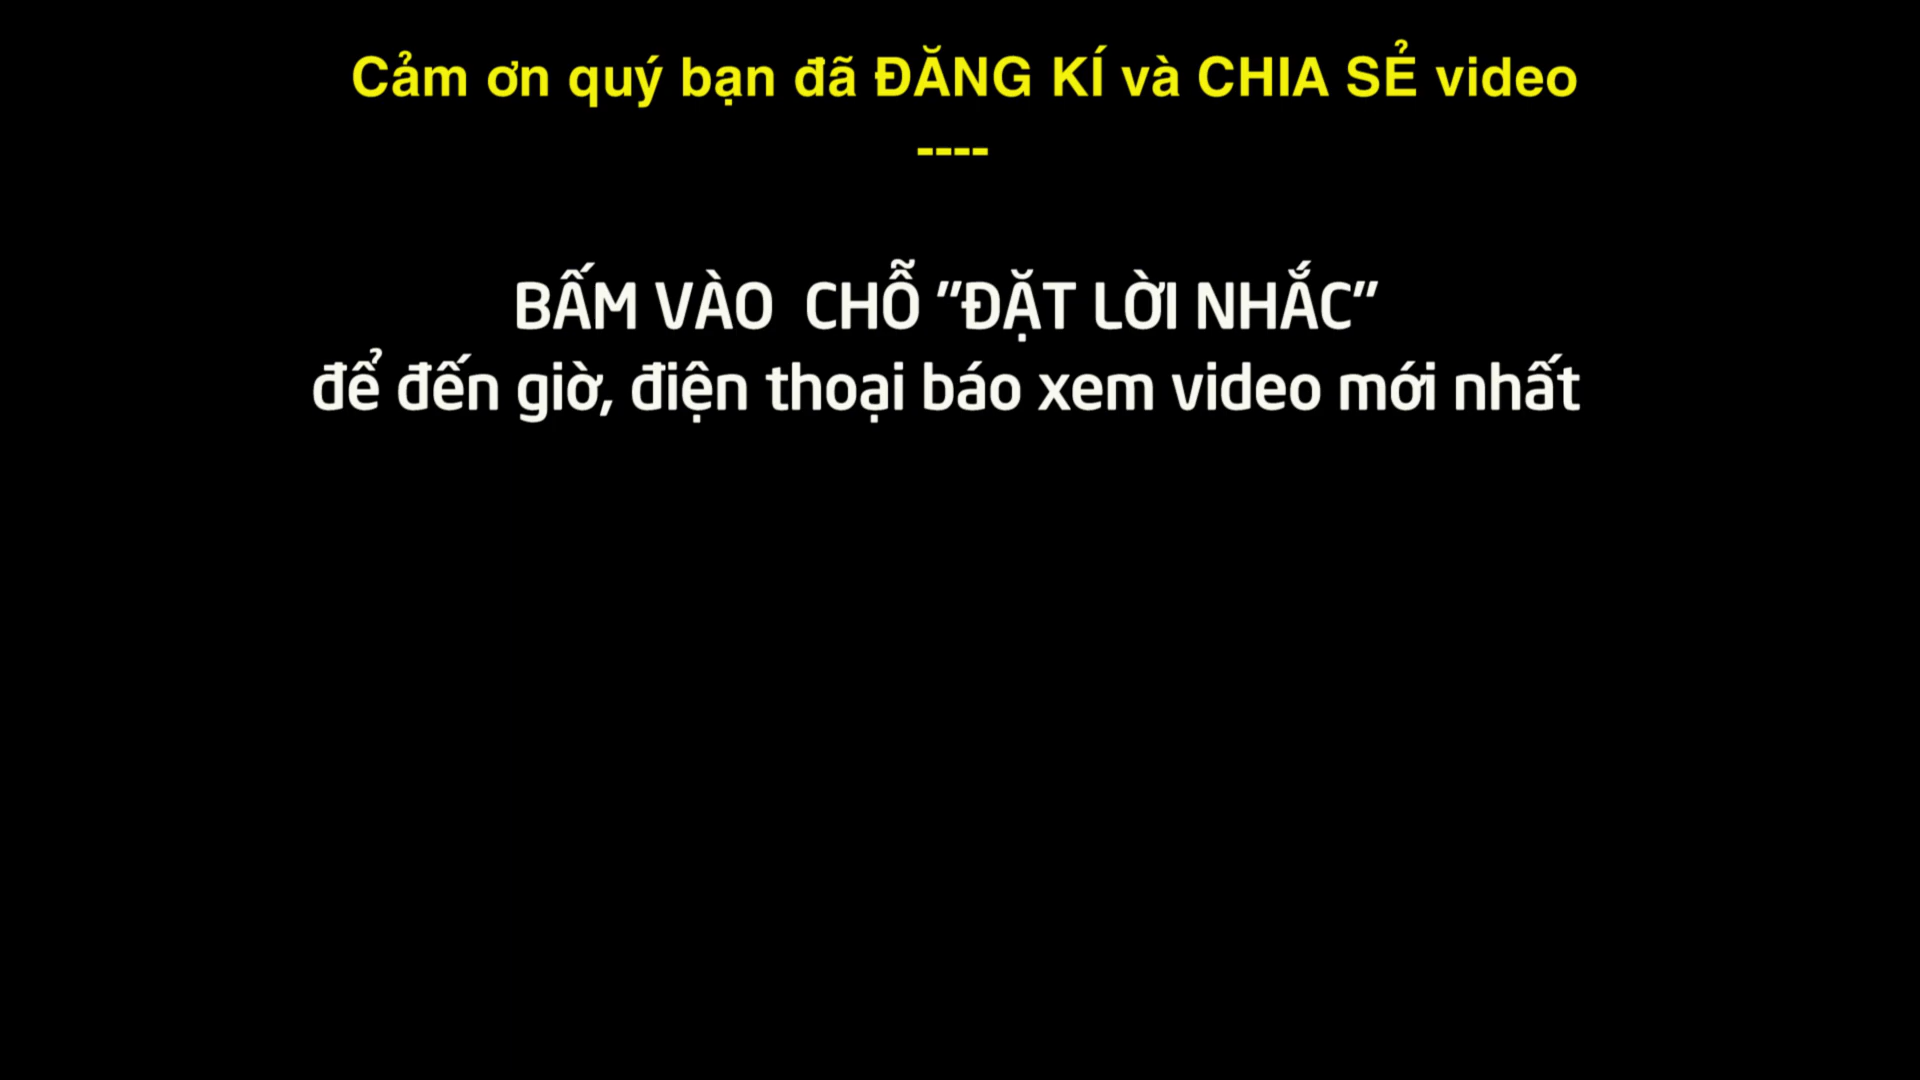 Cảm ơn quý bạn đã ĐĂNG KÍ và CHIA SẺ video
----
BẤM VÀO  CHỖ "ĐẶT LỜI NHẮC"
để đến giờ, điện thoại báo xem video mới nhất